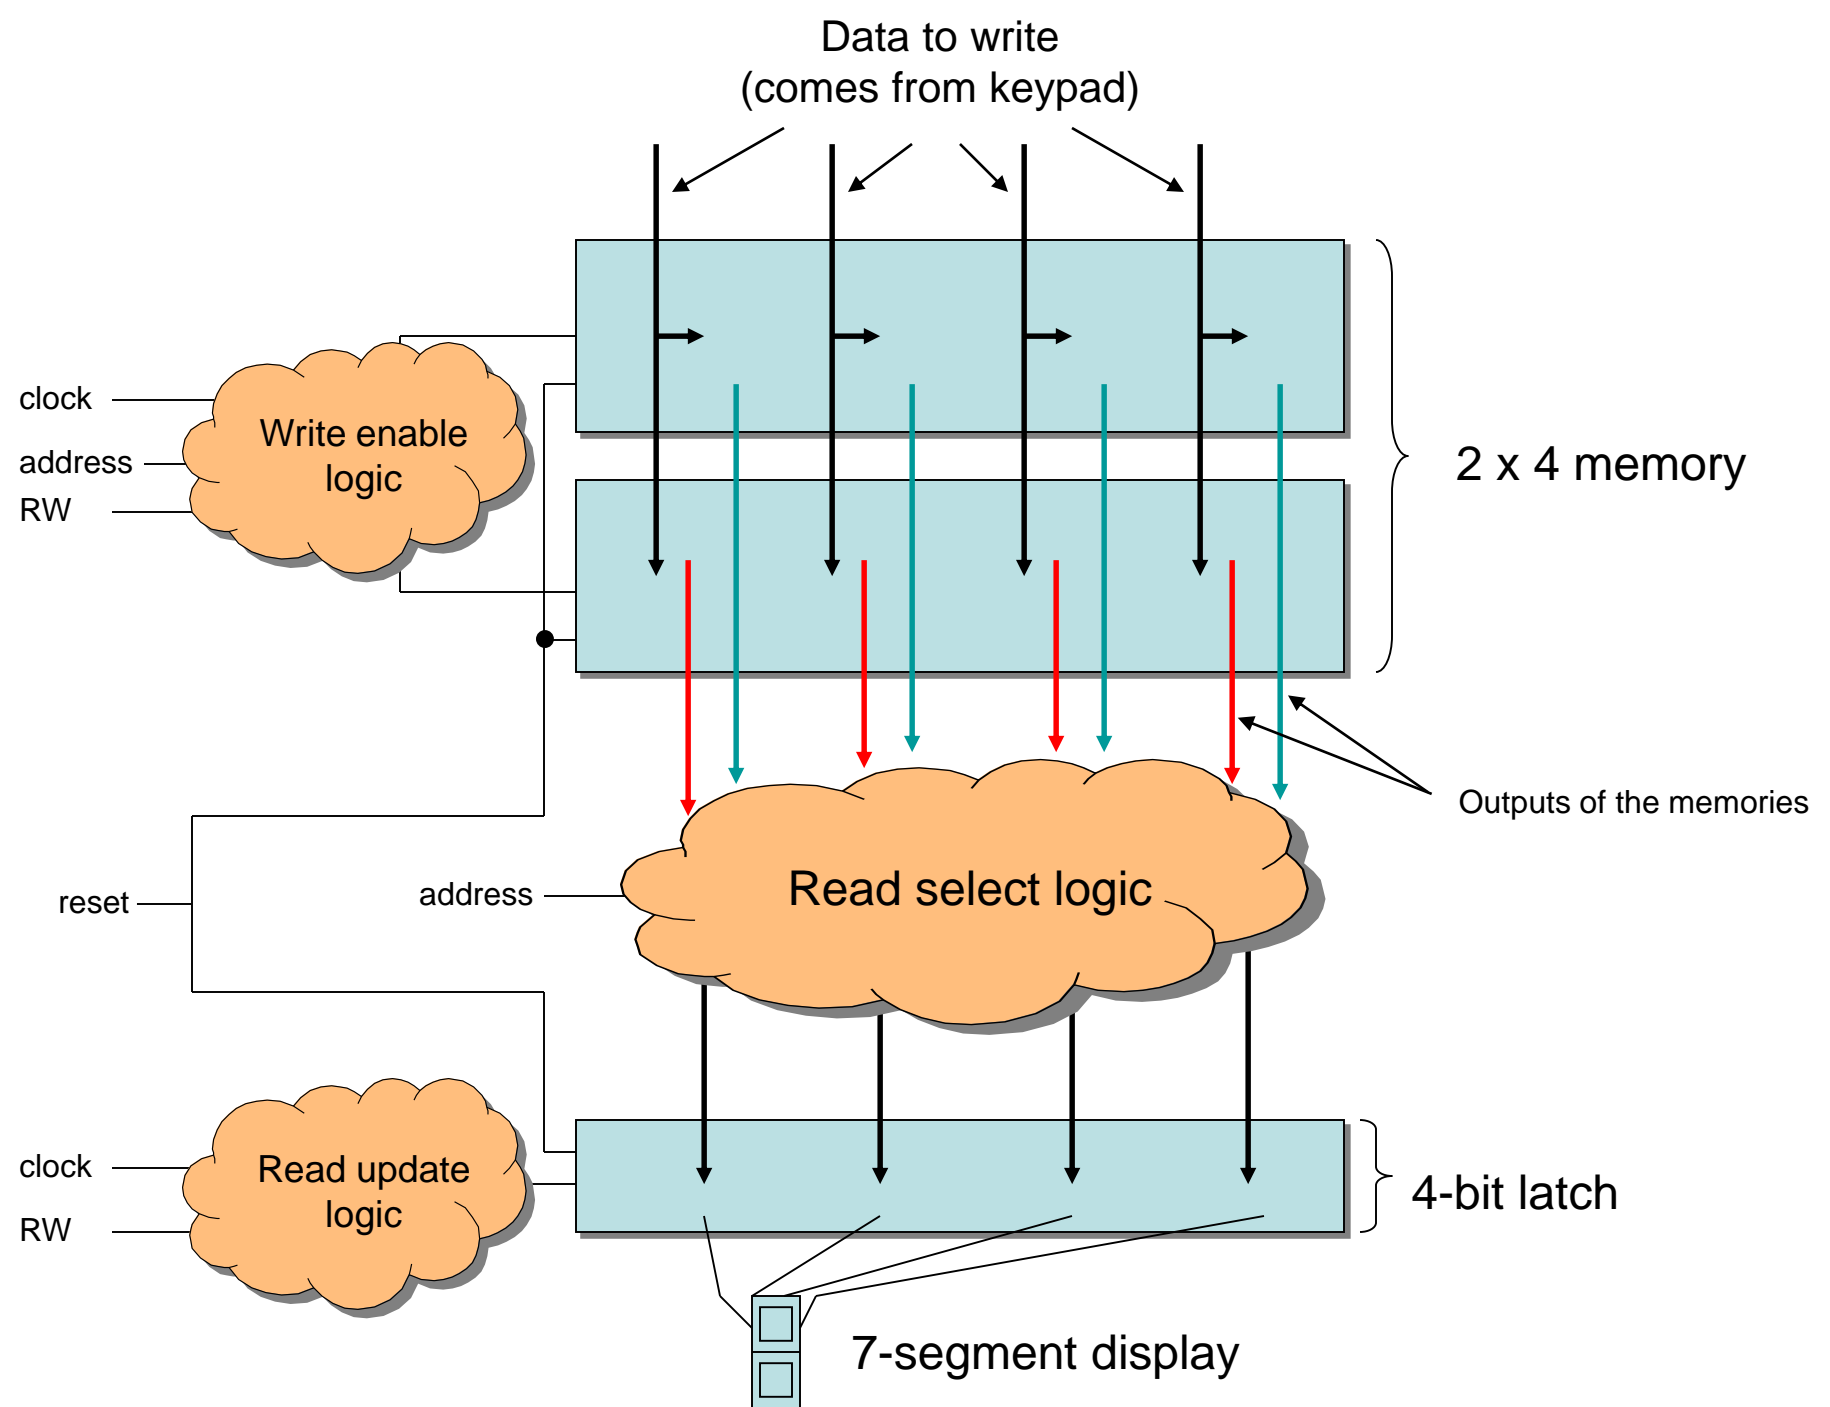 Data to write
(comes from keypad)
clock
address
RW
Write enable
logic
2 x 4 memory
Outputs of the memories
reset
address
Read select logic
clock
RW
Read update
logic
4-bit latch
7-segment display